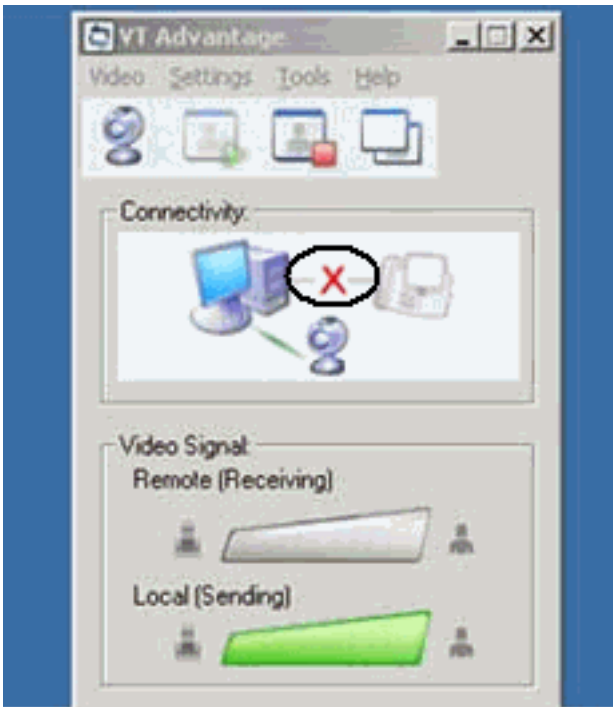 VT Advantage
Video Settings Tools Help
Connectivity:
X
Video Signal:
Remote (Receiving)
Local (Sending)